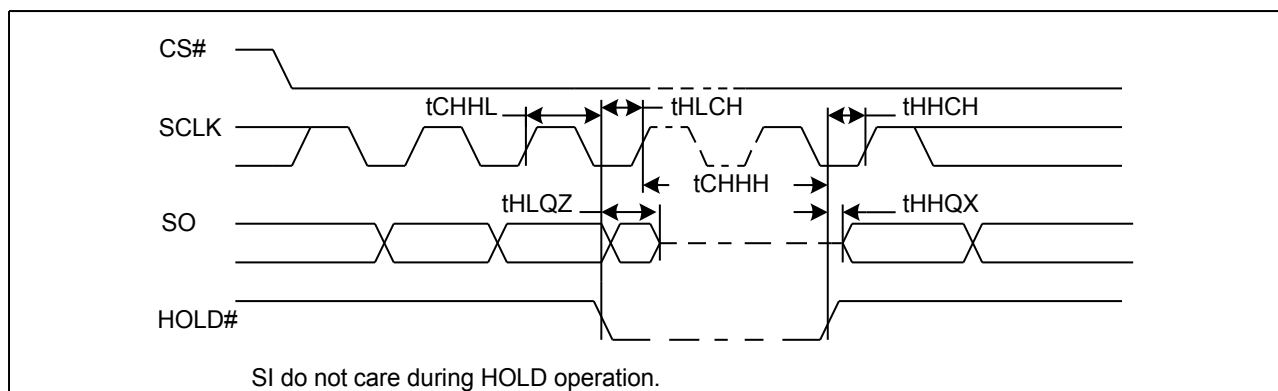 CS#
tCHHL
tHLCH
tHHCH
SCLK
tCHHH
tHLQZ
tHHQX
SO
HOLD#
SI do not care during HOLD operation.